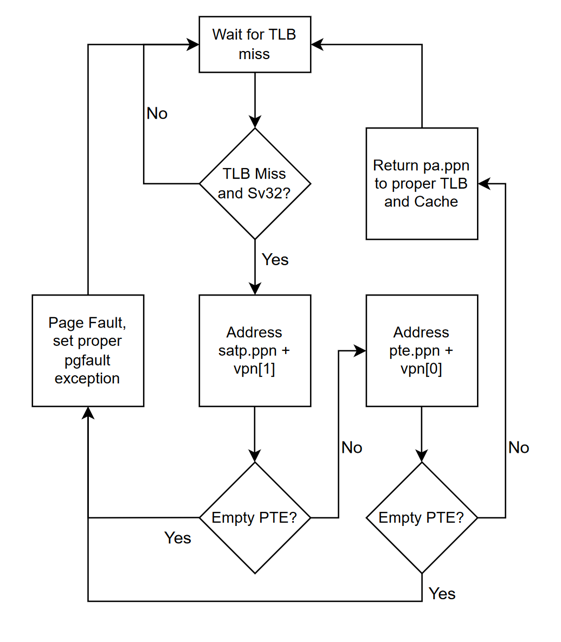 Wait for TLB
miss
No
TLB Miss
and Sv32?
Return pa.ppn
to proper TLB
and Cache
Yes
Page Fault,
set proper
pgfault
exception
Address
satp.ppn +
vpn[1]
Address
pte.ppn +
vpn[0]
No
No
Empty PTE?
Empty PTE?
Yes
Yes